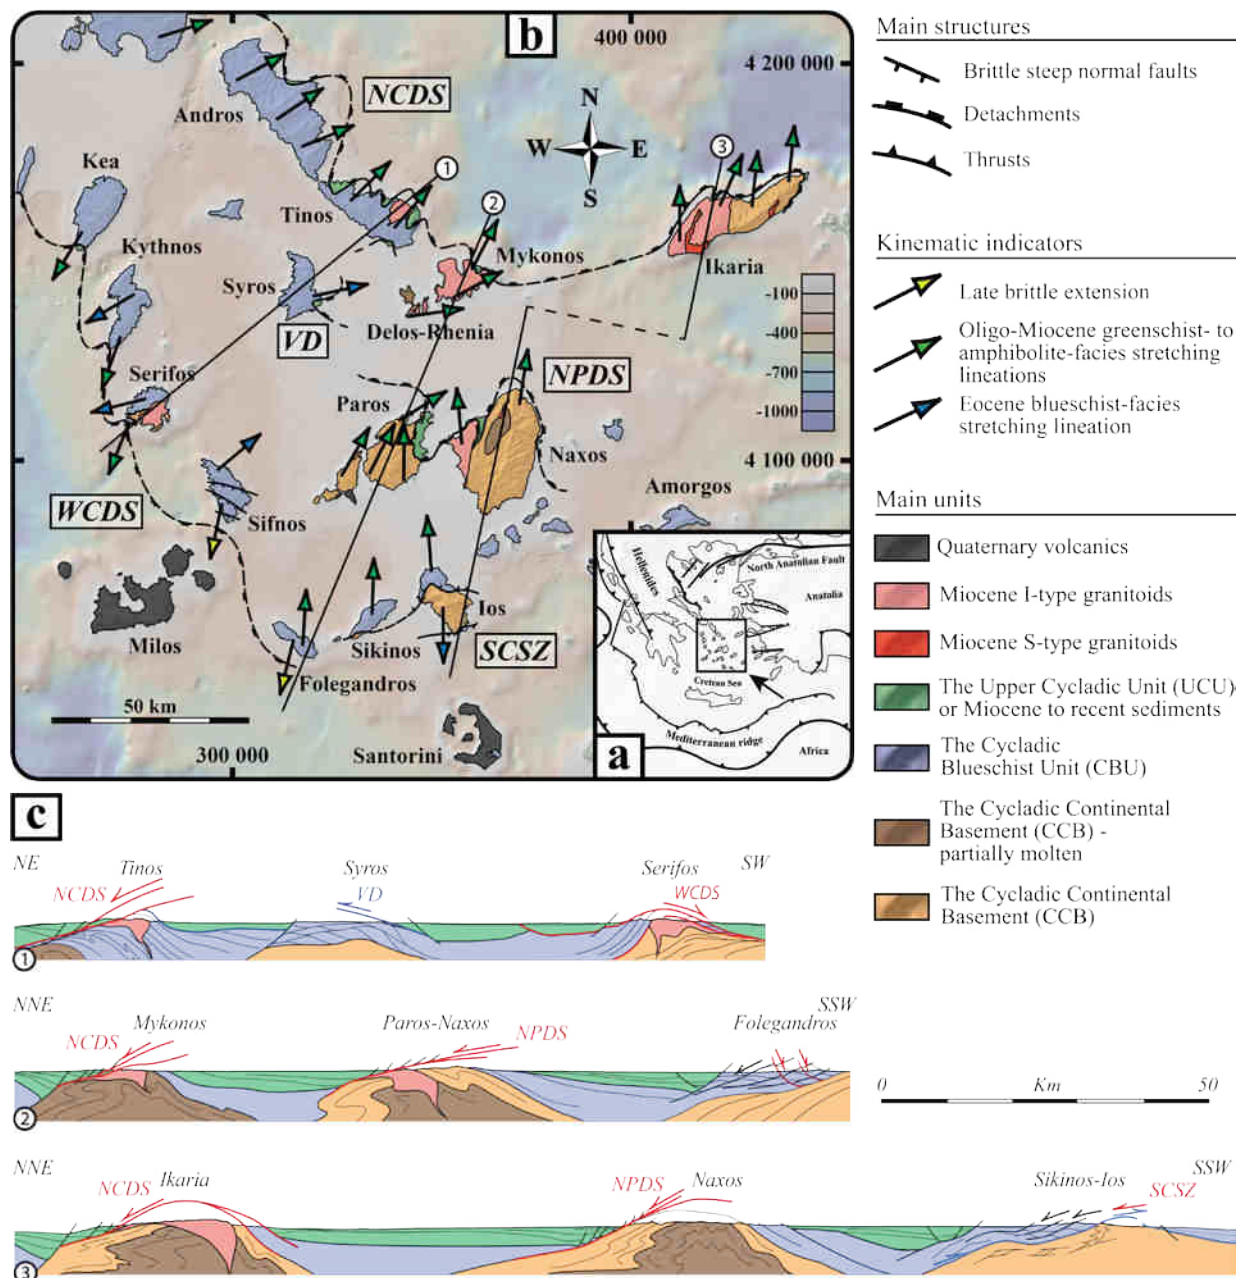 b
400 000
4 200 000
NCDS
Andros
N
W
E
S
Kea
1
3
2
Tinos
Kythnos
Mykonos
Syros
Ikaria
VD
Delos-Rhenia
-100
-400
-700
-1000
Serifos
NPDS
Paros
4 100 000
Naxos
Amorgos
WCDS
Sifnos
Ios
Milos
Sikinos
SCSZ
Folegandros
50 km
Santorini
300 000
Hellenides
North Anatolian Fault
Anatolia
Cretean Sea
Mediterranean ridge
Africa
a
Main structures
Brittle steep normal faults
Detachments
Thrusts
Kinematic indicators
Late brittle extension
Oligo-Miocene greenschist- to
amphibolite-facies stretching
lineations
Eocene blueschist-facies
stretching lineation
Main units
Quaternary volcanics
Miocene I-type granitoids
Miocene S-type granitoids
The Upper Cycladic Unit (UCU)
or Miocene to recent sediments
The Cycladic
Blueschist Unit (CBU)
The Cycladic Continental
Basement (CCB) -
partially molten
The Cycladic Continental
Basement (CCB)
c
NE
Tinos
Syros
Serifos
SW
NCDS
VD
WCDS
1
NNE
Mykonos
Paros-Naxos
Folegandros
SSW
NCDS
NPDS
2
0
Km
50
NNE
Ikaria
Naxos
Sikinos-Ios
SSW
NCDS
NPDS
SCSZ
3